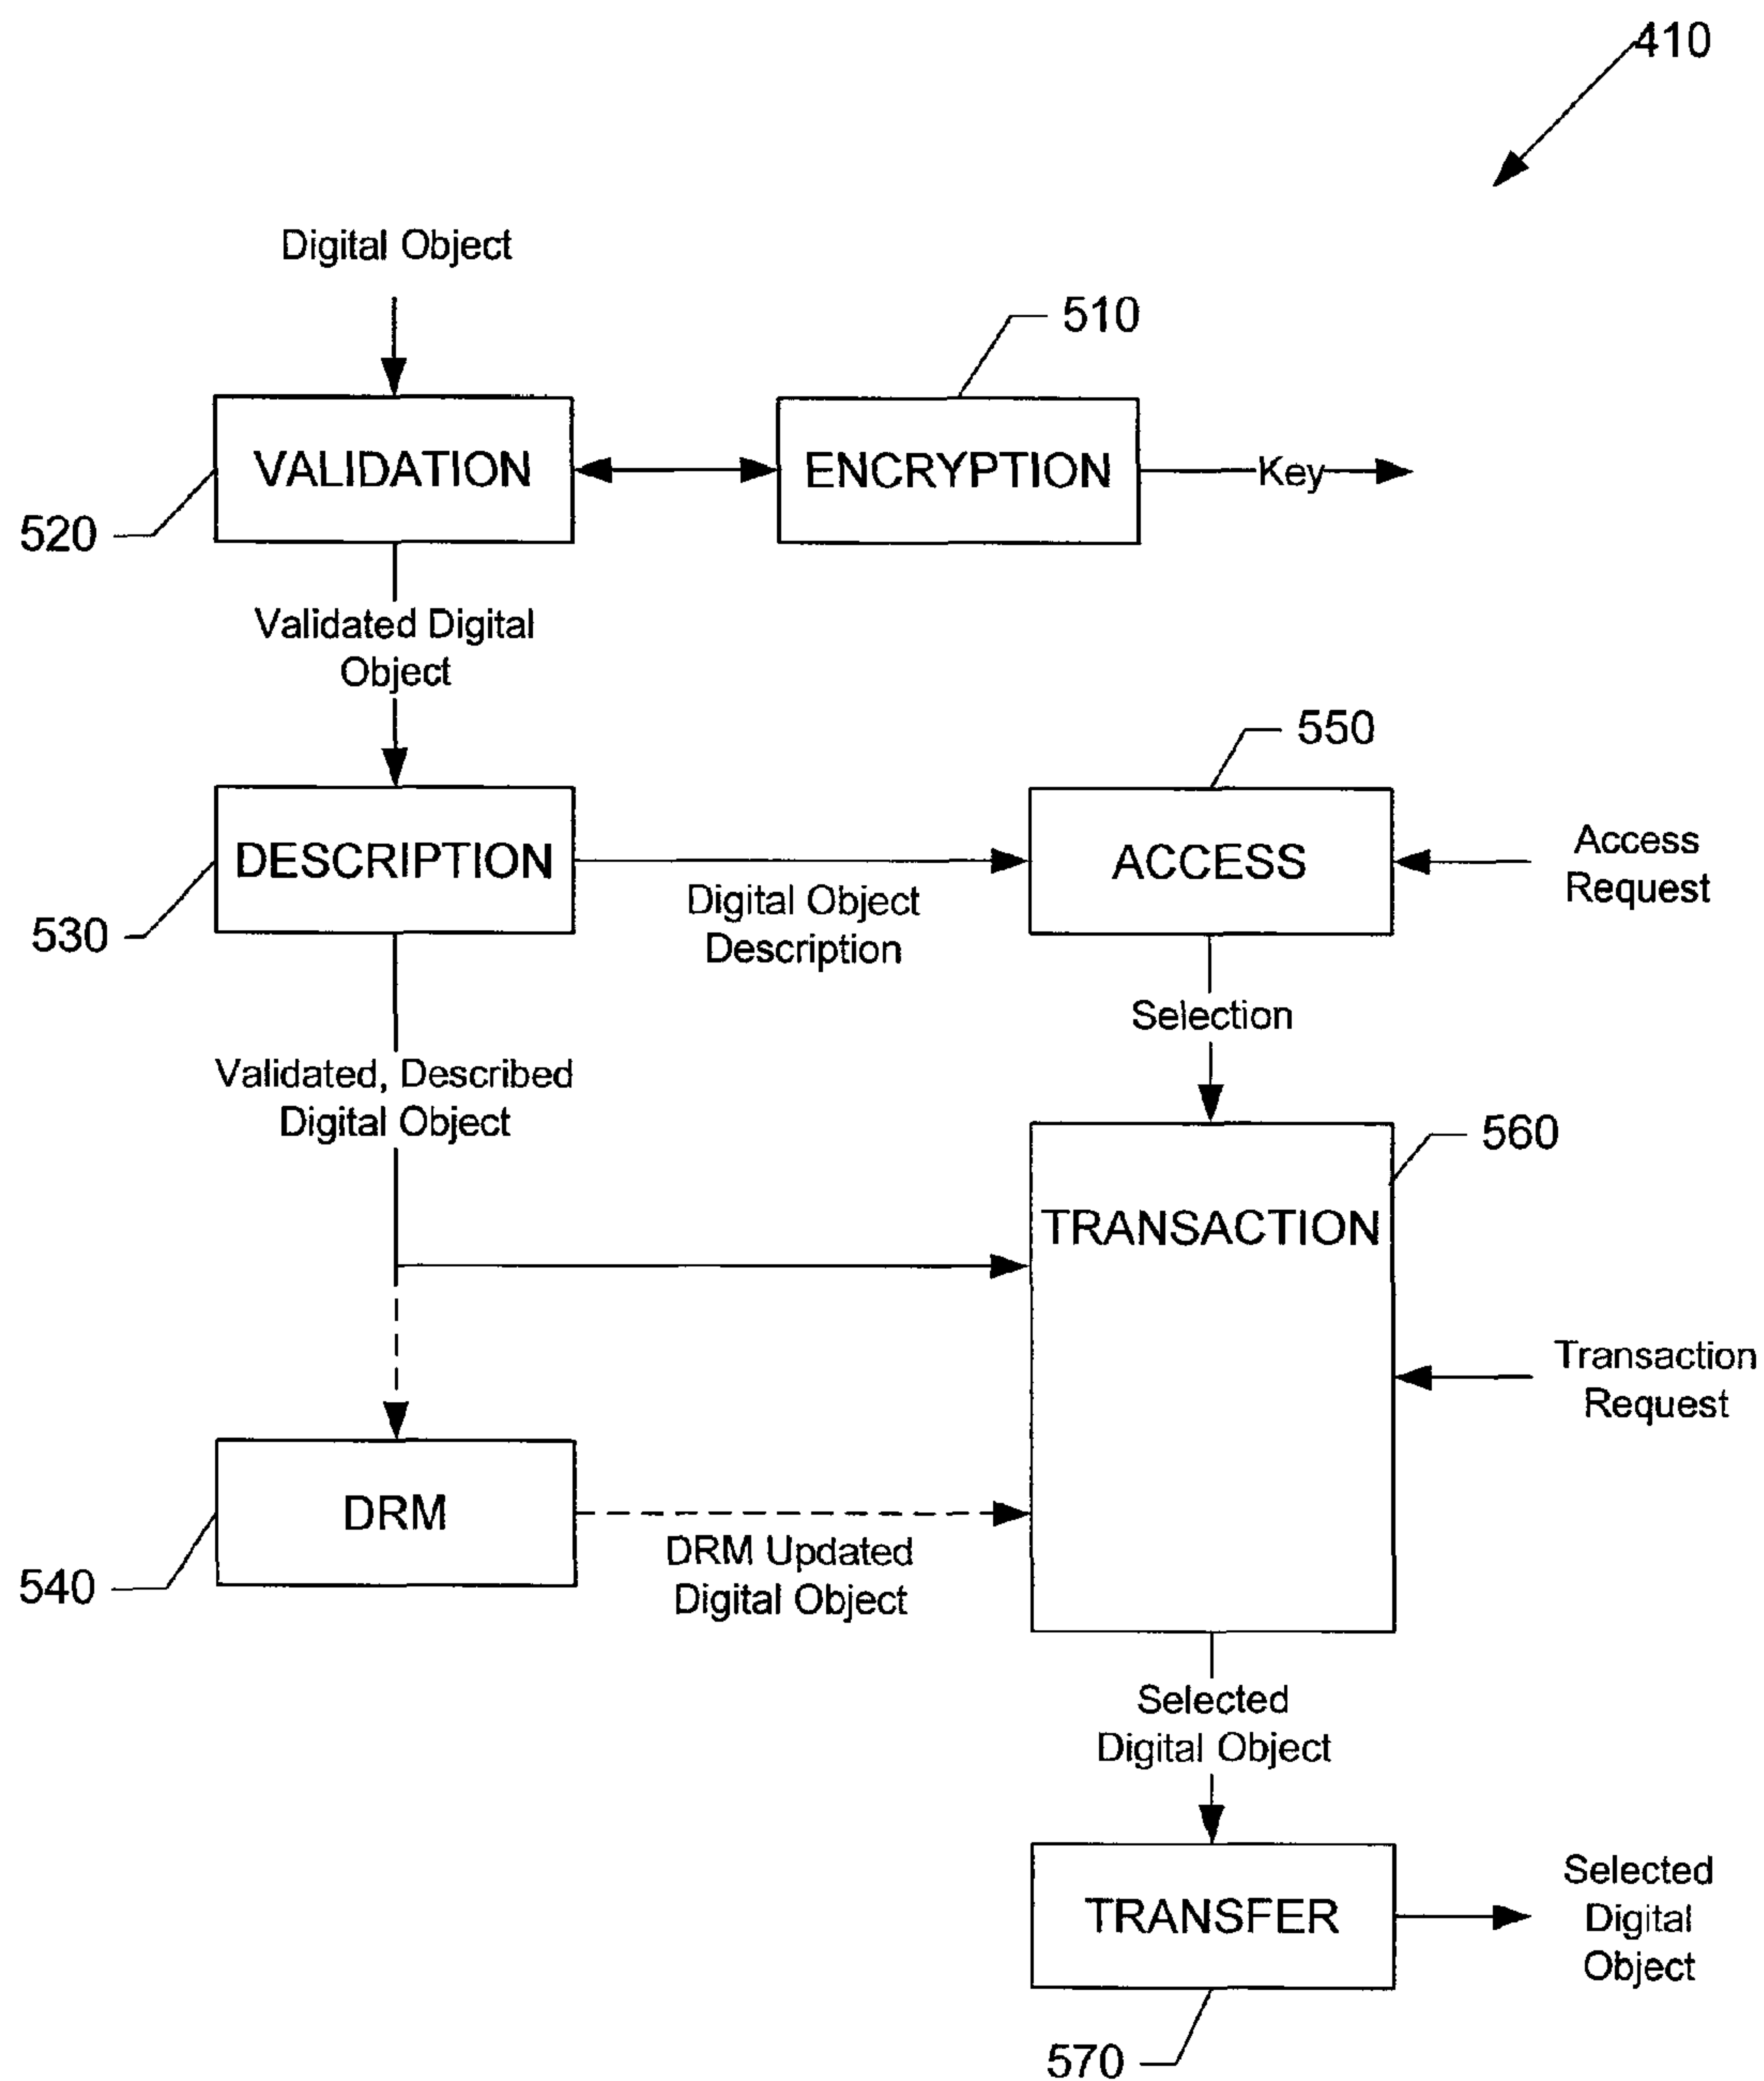 410
Digital Object
510
VALIDATION
ENCRYPTION
Key
520
Validated Digital
Object
550
DESCRIPTION
ACCESS
Access
Request
530
Digital Object
Description
Selection
Validated, Described
Digital Object
560
TRANSACTION
Transaction
Request
DRM
540
DRM Updated
Digital Object
Selected
Digital Object
TRANSFER
Selected
Digital
Object
570